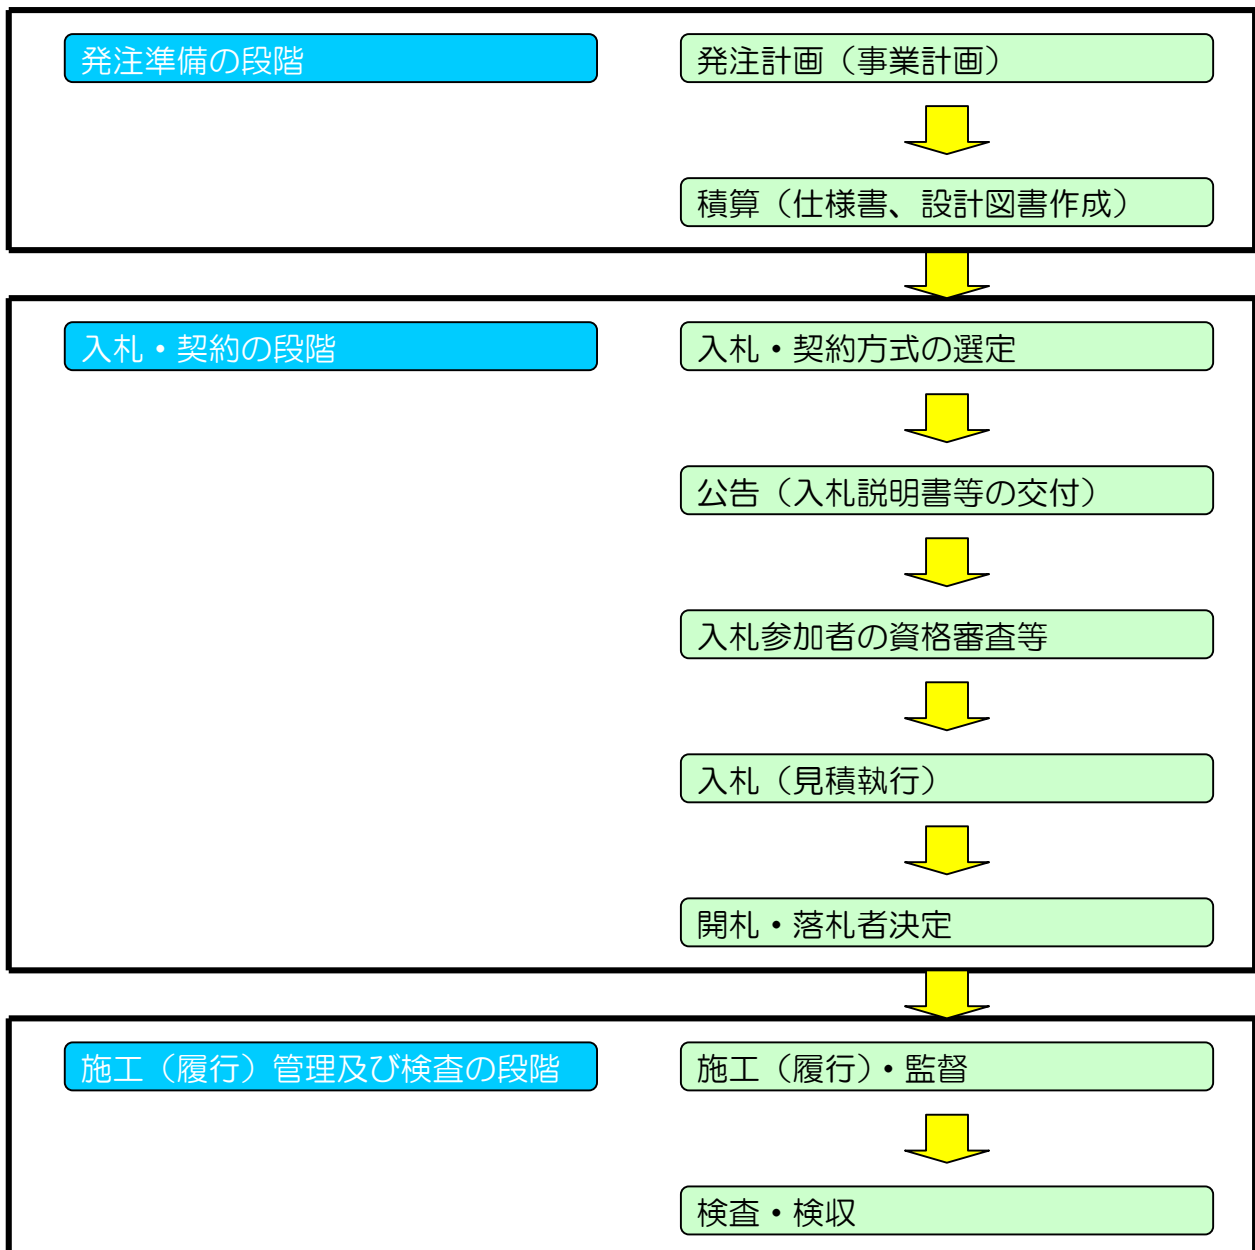 発注準備の段階
発注計画（事業計画）
積算（仕様書、設計図書作成）
入札・契約の段階
入札・契約方式の選定
公告（入札説明書等の交付）
入札参加者の資格審査等
入札（見積執行）
開札・落札者決定
施工（履行）管理及び検査の段階
施工（履行）・監督
検査・検収